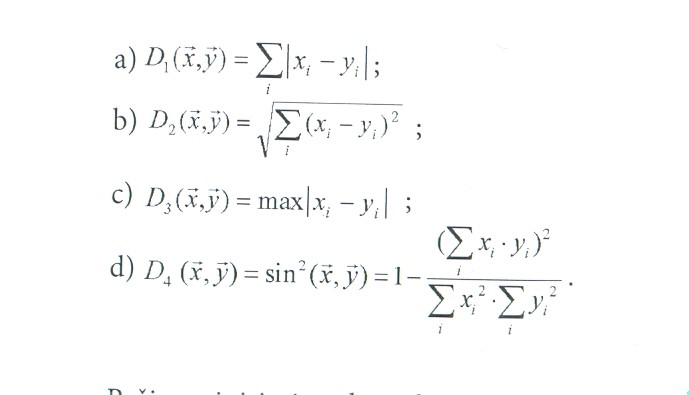 a) D₁(x⃗,y⃗) = ∑ᵢ|xᵢ − yᵢ|;
b) D₂(x⃗,y⃗) = √(∑ᵢ(xᵢ − yᵢ)²) ;
c) D₃(x⃗,y⃗) = max|xᵢ − yᵢ| ;
d) D₄ (x⃗, y⃗) = sin²(x⃗, y⃗) = 1− (∑ᵢ xᵢ · yᵢ)² / (∑ᵢ xᵢ² · ∑ᵢ yᵢ²) .